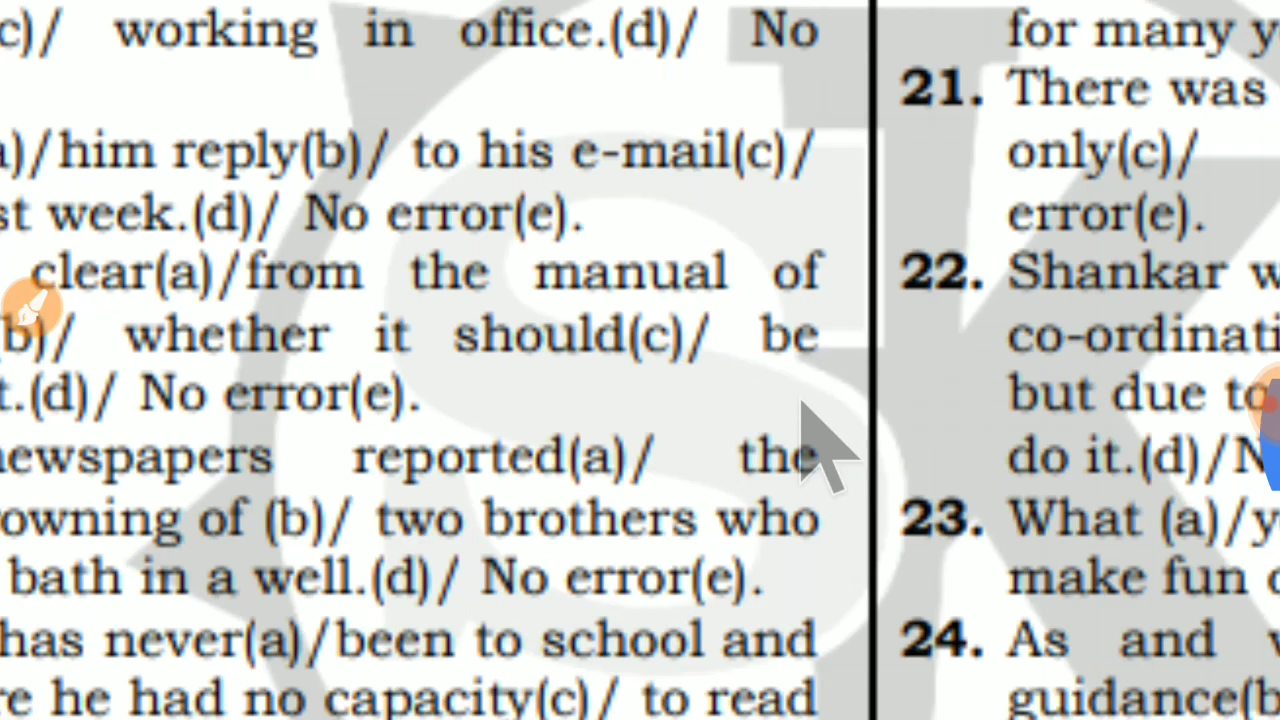 c)/ working in office.(d)/ No
a)/him reply(b)/ to his e-mail(c)/
st week.(d)/ No error(e).
clear(a)/from the manual of
(b)/ whether it should(c)/ be
t.(d)/ No error(e).
newspapers reported(a)/ the
rowning of (b)/ two brothers who
bath in a well.(d)/ No error(e).
has never(a)/been to school and
re he had no capacity(c)/ to read
for many y
21. There was
only(c)/
error(e).
22. Shankar w
co-ordinati
but due to
do it.(d)/N
23. What (a)/y
make fun o
24. As and w
guidance(b